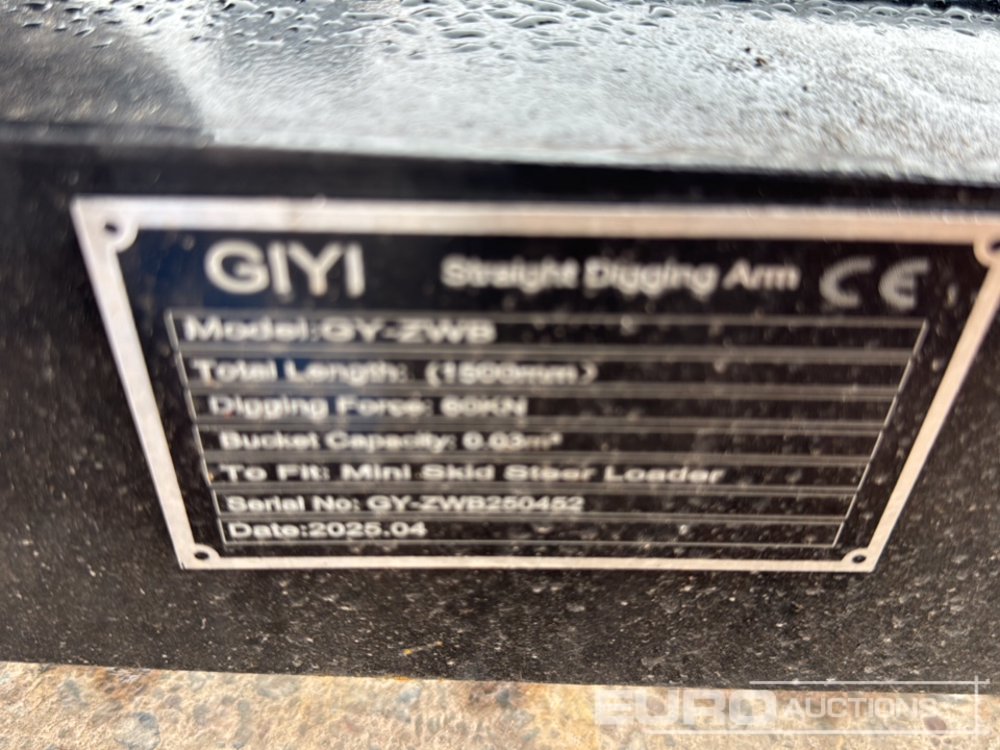 GIYI Straight Digging Arm CE
Model:GY-ZWB
Total Length: (1500mm)
Digging Force: 60KN
Bucket Capacity: 0.03m³
To Fit: Mini Skid Steer Loader
Serial No: GY-ZWB250452
Date:2025.04
EURO AUCTIONS